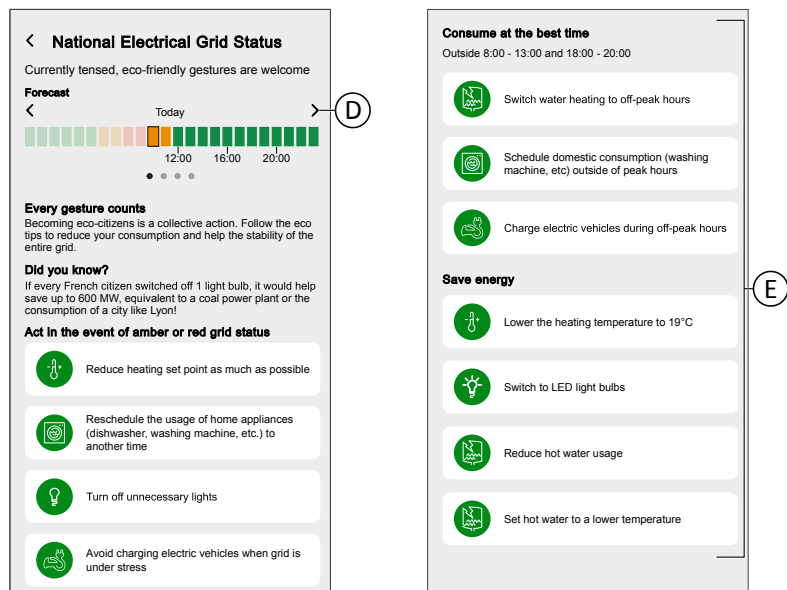 National Electrical Grid Status
Currently tensed, eco-friendly gestures are welcome
Forecast
Today
D
12:00 16:00 20:00
Every gesture counts
Becoming eco-citizens is a collective action. Follow the eco
tips to reduce your consumption and help the stability of the
entire grid.
Did you know?
If every French citizen switched off 1 light bulb, it would help
save up to 600 MW, equivalent to a coal power plant or the
consumption of a city like Lyon!
Act in the event of amber or red grid status
Reduce heating set point as much as possible
Reschedule the usage of home appliances
(dishwasher, washing machine, etc.) to
another time
Turn off unnecessary lights
Avoid charging electric vehicles when grid is
under stress
Consume at the best time
Outside 8:00 - 13:00 and 18:00 - 20:00
Switch water heating to off-peak hours
Schedule domestic consumption (washing
machine, etc) outside of peak hours
Charge electric vehicles during off-peak hours
Save energy
E
Lower the heating temperature to 19°C
Switch to LED light bulbs
Reduce hot water usage
Set hot water to a lower temperature